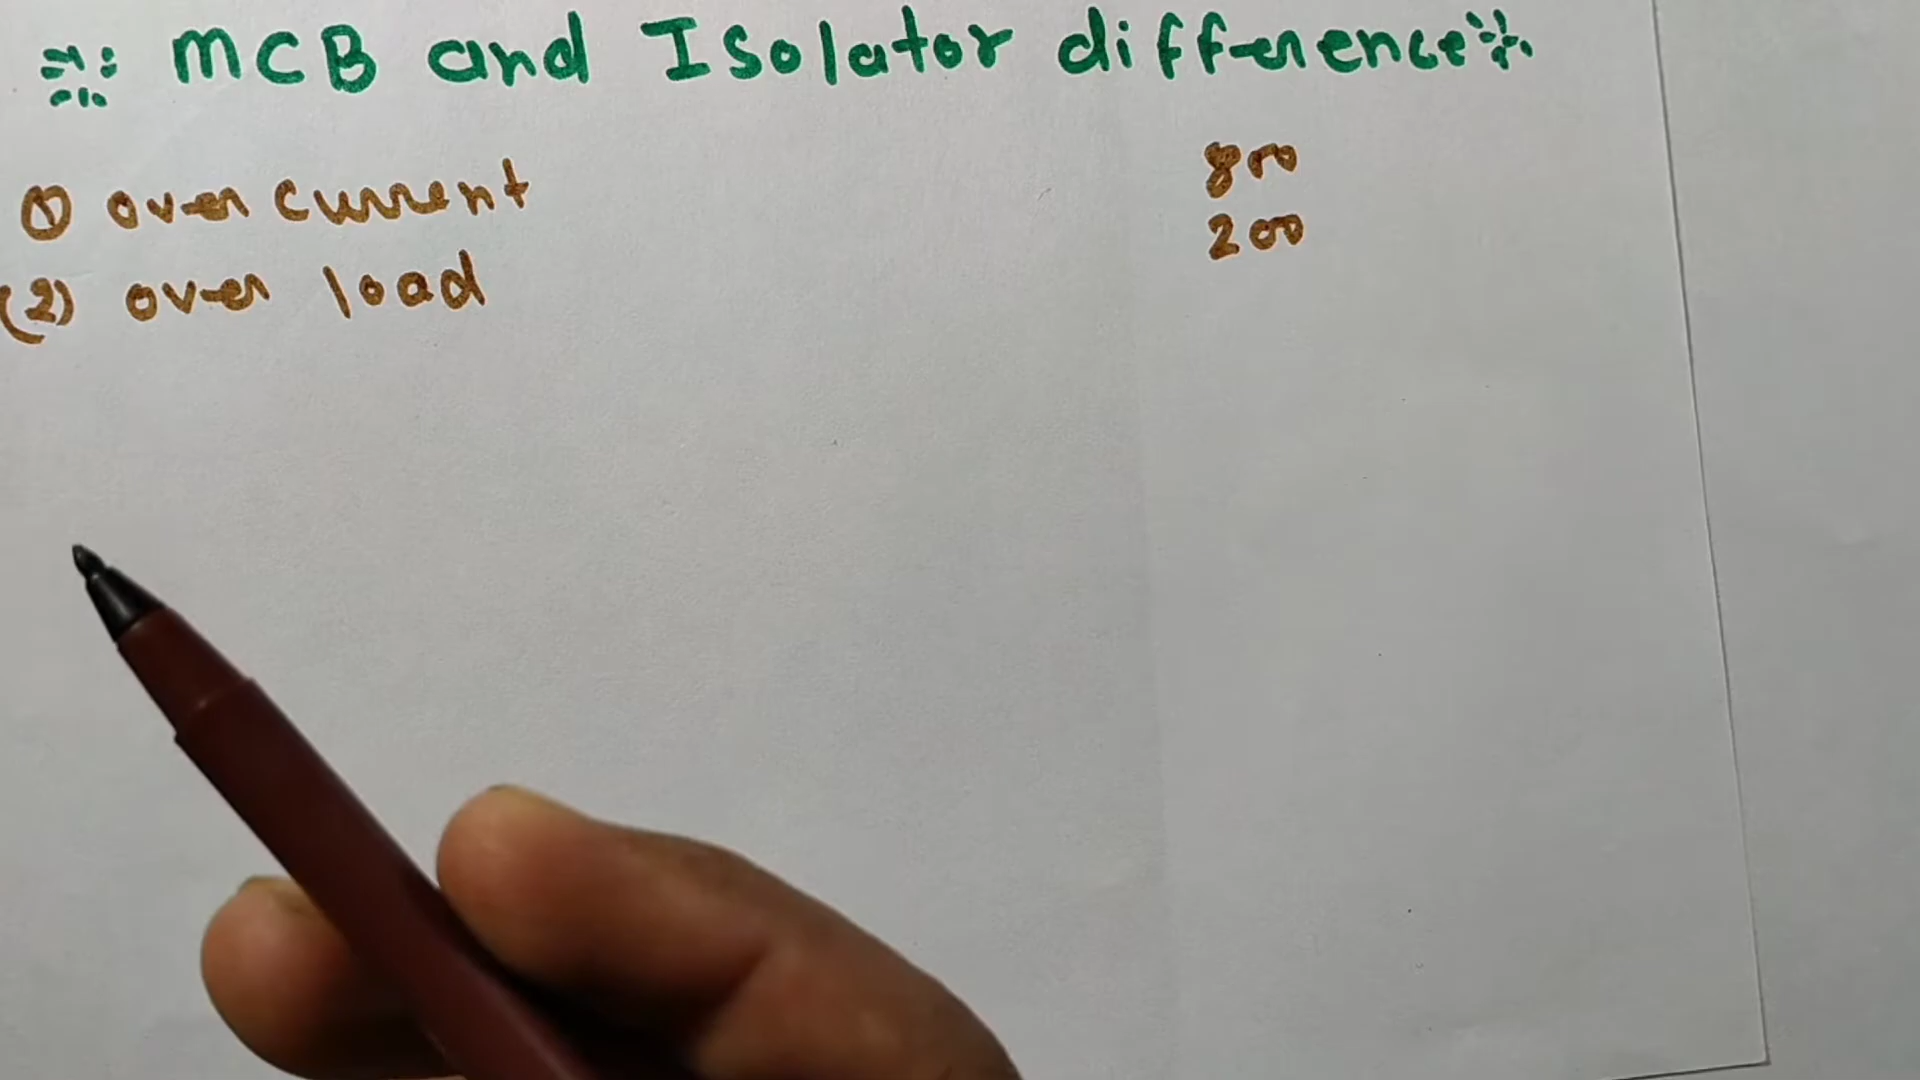 MCB and Isolator difference
① over current
(2) over load
800
200